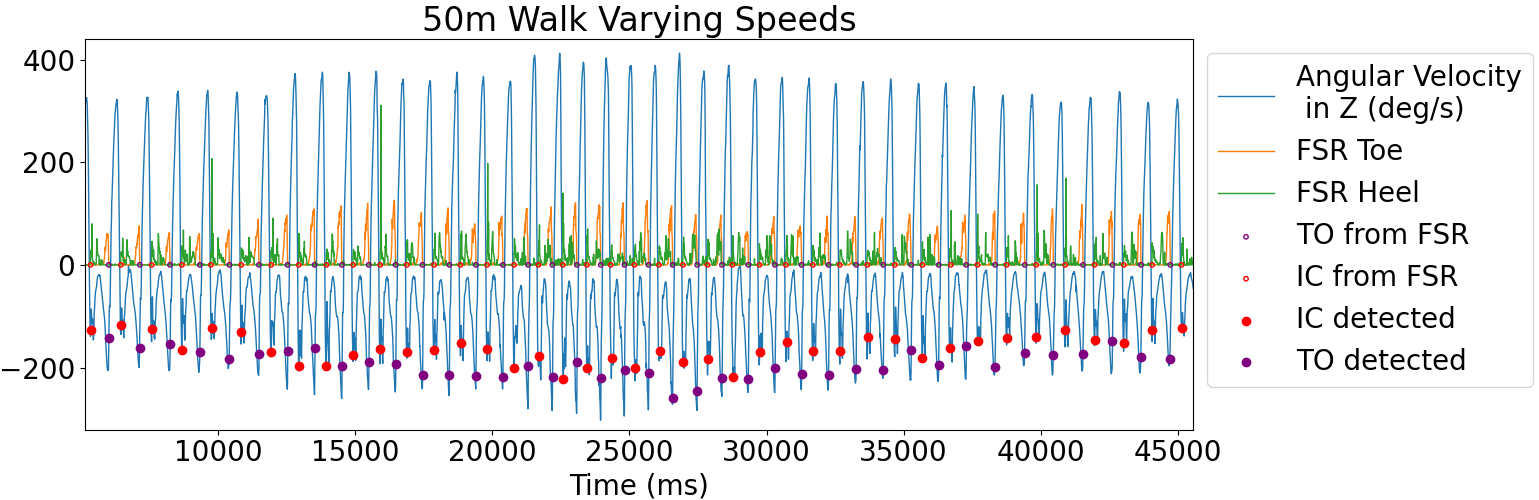 50m Walk Varying Speeds
400
200
0
−200
10000 15000 20000 25000 30000 35000 40000 45000
Time (ms)
Angular Velocity
in Z (deg/s)
FSR Toe
FSR Heel
TO from FSR
IC from FSR
IC detected
TO detected